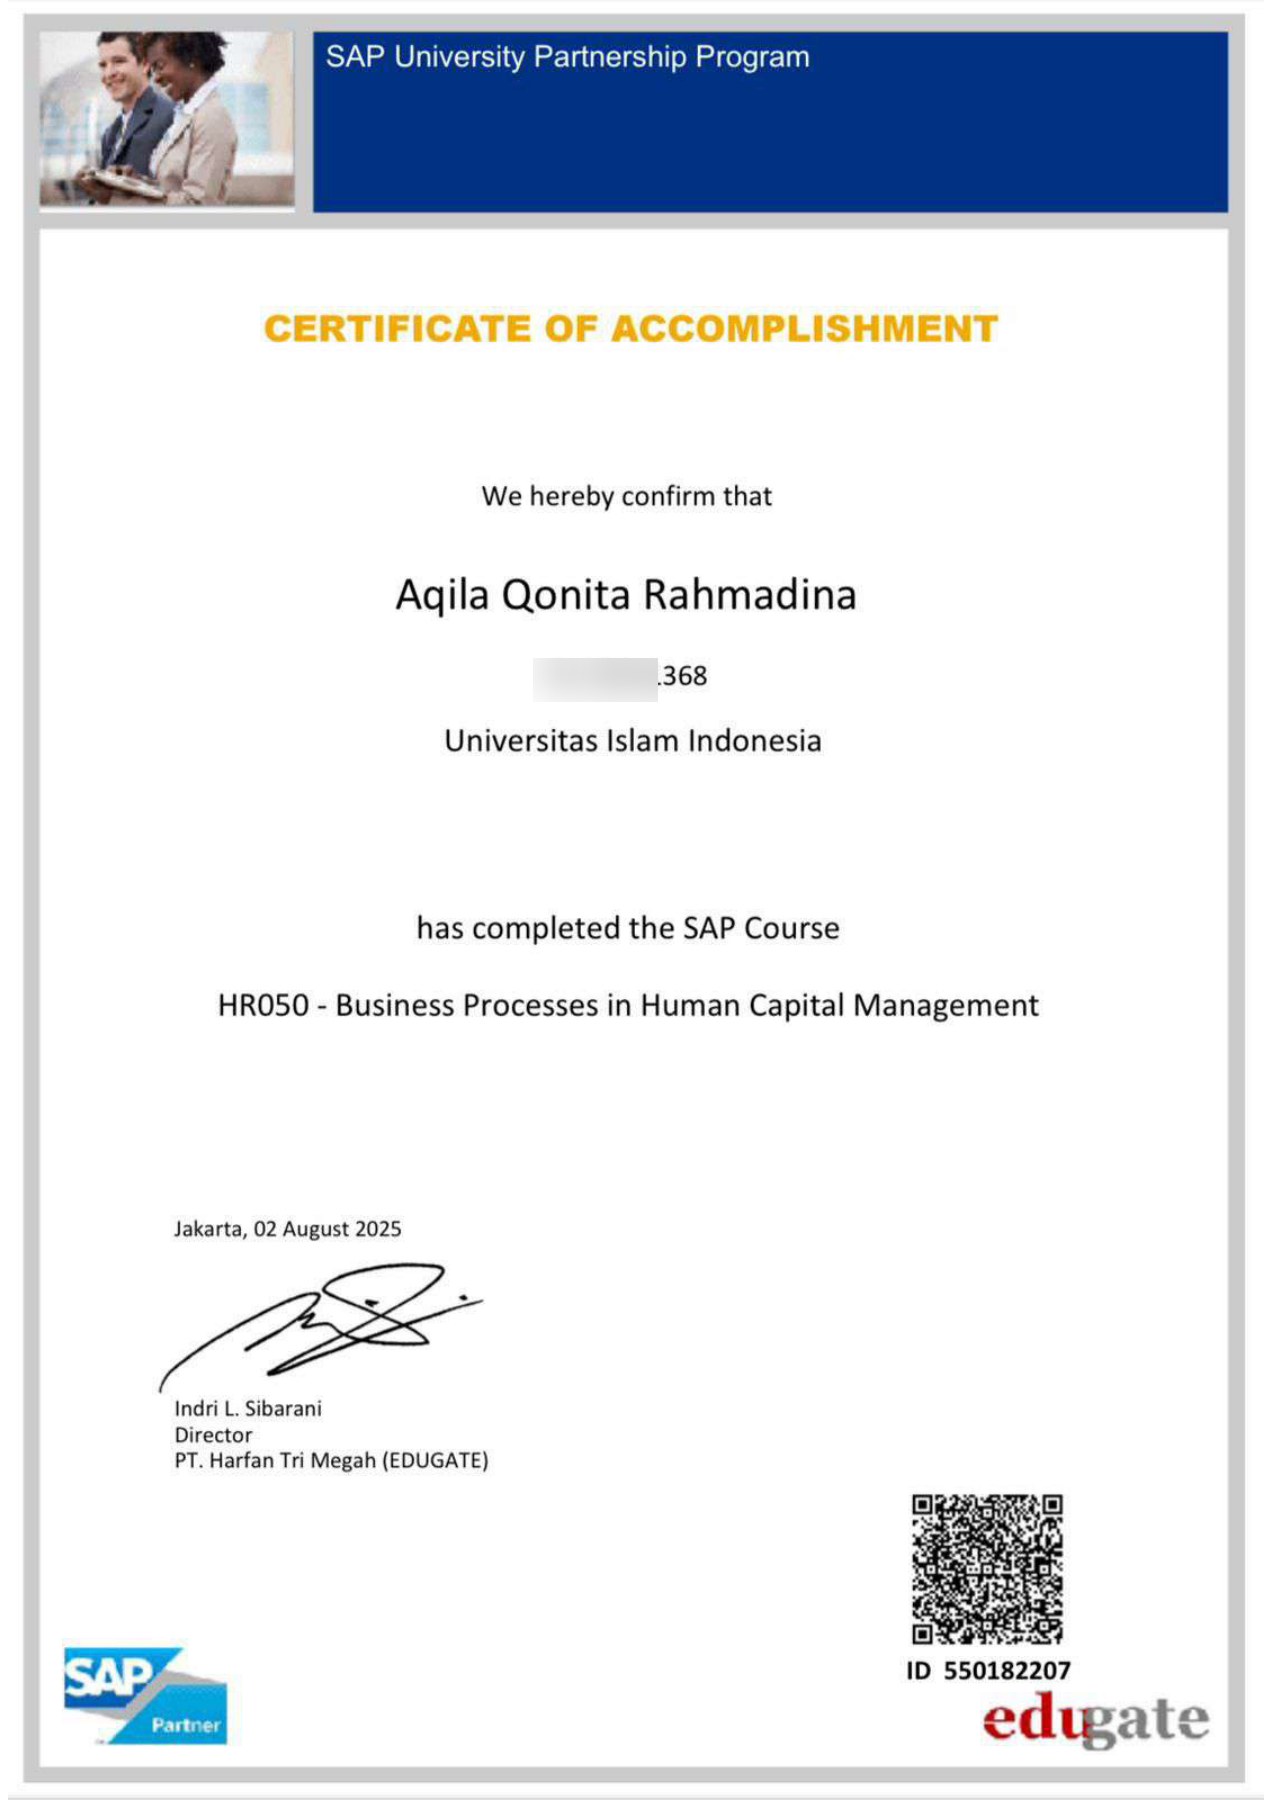 SAP University Partnership Program
CERTIFICATE OF ACCOMPLISHMENT
We hereby confirm that
Aqila Qonita Rahmadina
368
Universitas Islam Indonesia
has completed the SAP Course
HR050 - Business Processes in Human Capital Management
Jakarta, 02 August 2025
Indri L. Sibarani
Director
PT. Harfan Tri Megah (EDUGATE)
ID 550182207
SAP
Partner
edugate